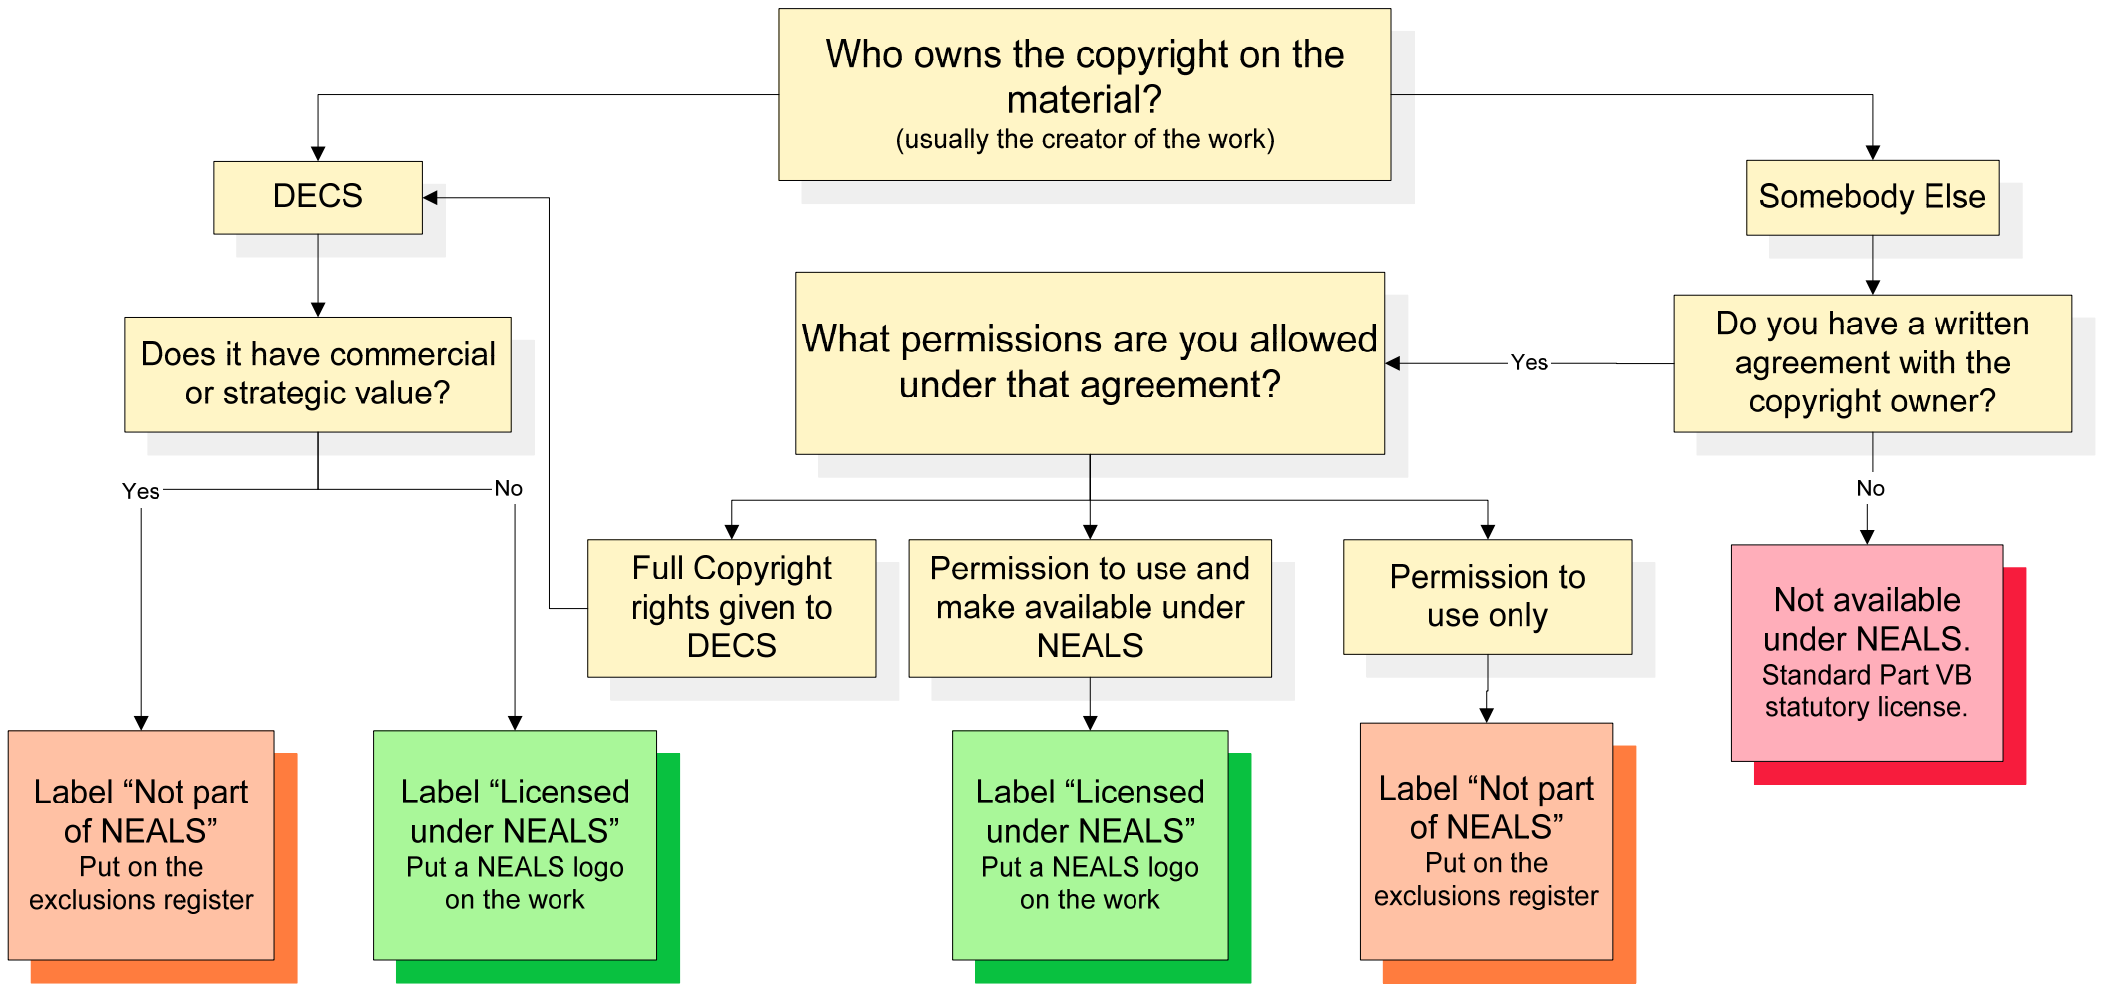 Who owns the copyright on the
material?
(usually the creator of the work)
DECS
Somebody Else
Does it have commercial
or strategic value?
What permissions are you allowed
under that agreement?
Yes
Do you have a written
agreement with the
copyright owner?
Yes
No
No
Full Copyright
rights given to
DECS
Permission to use and
make available under
NEALS
Permission to
use only
Not available
under NEALS.
Standard Part VB
statutory license.
Label “Not part
of NEALS”
Put on the
exclusions register
Label “Licensed
under NEALS”
Put a NEALS logo
on the work
Label “Licensed
under NEALS”
Put a NEALS logo
on the work
Label “Not part
of NEALS”
Put on the
exclusions register